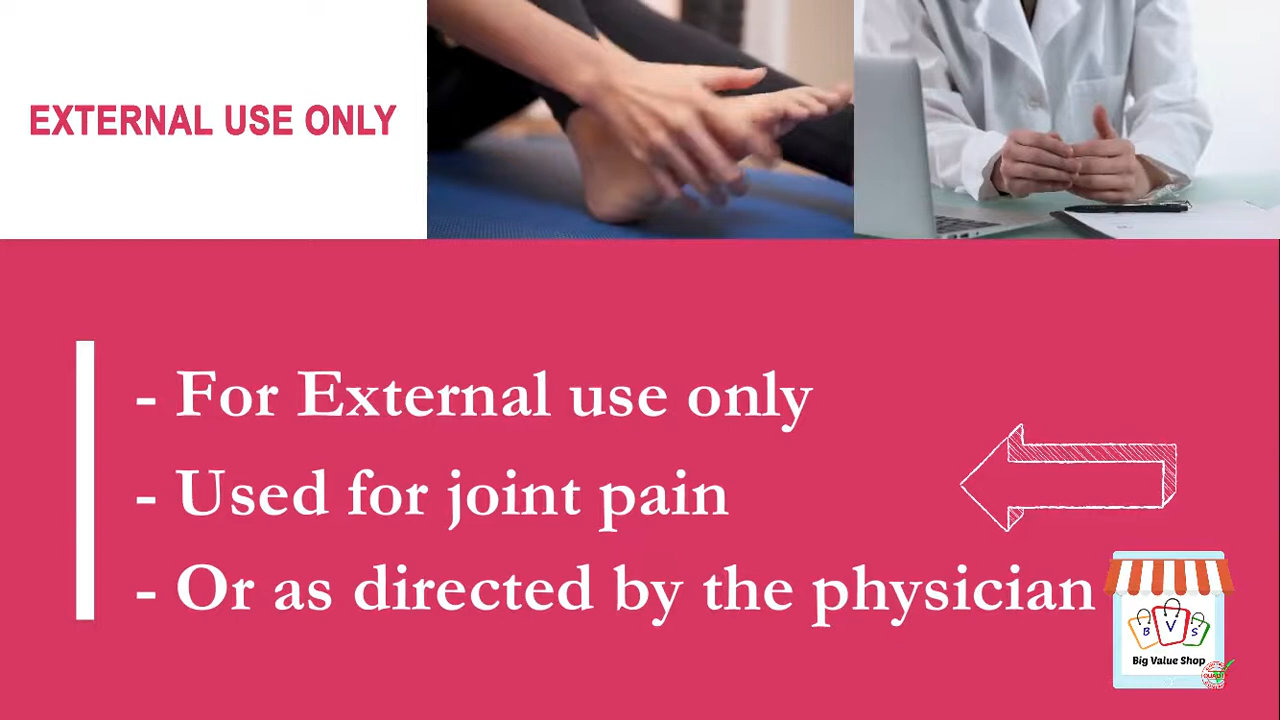 EXTERNAL USE ONLY
- For External use only
- Used for joint pain
- Or as directed by the physician
B V S
Big Value Shop